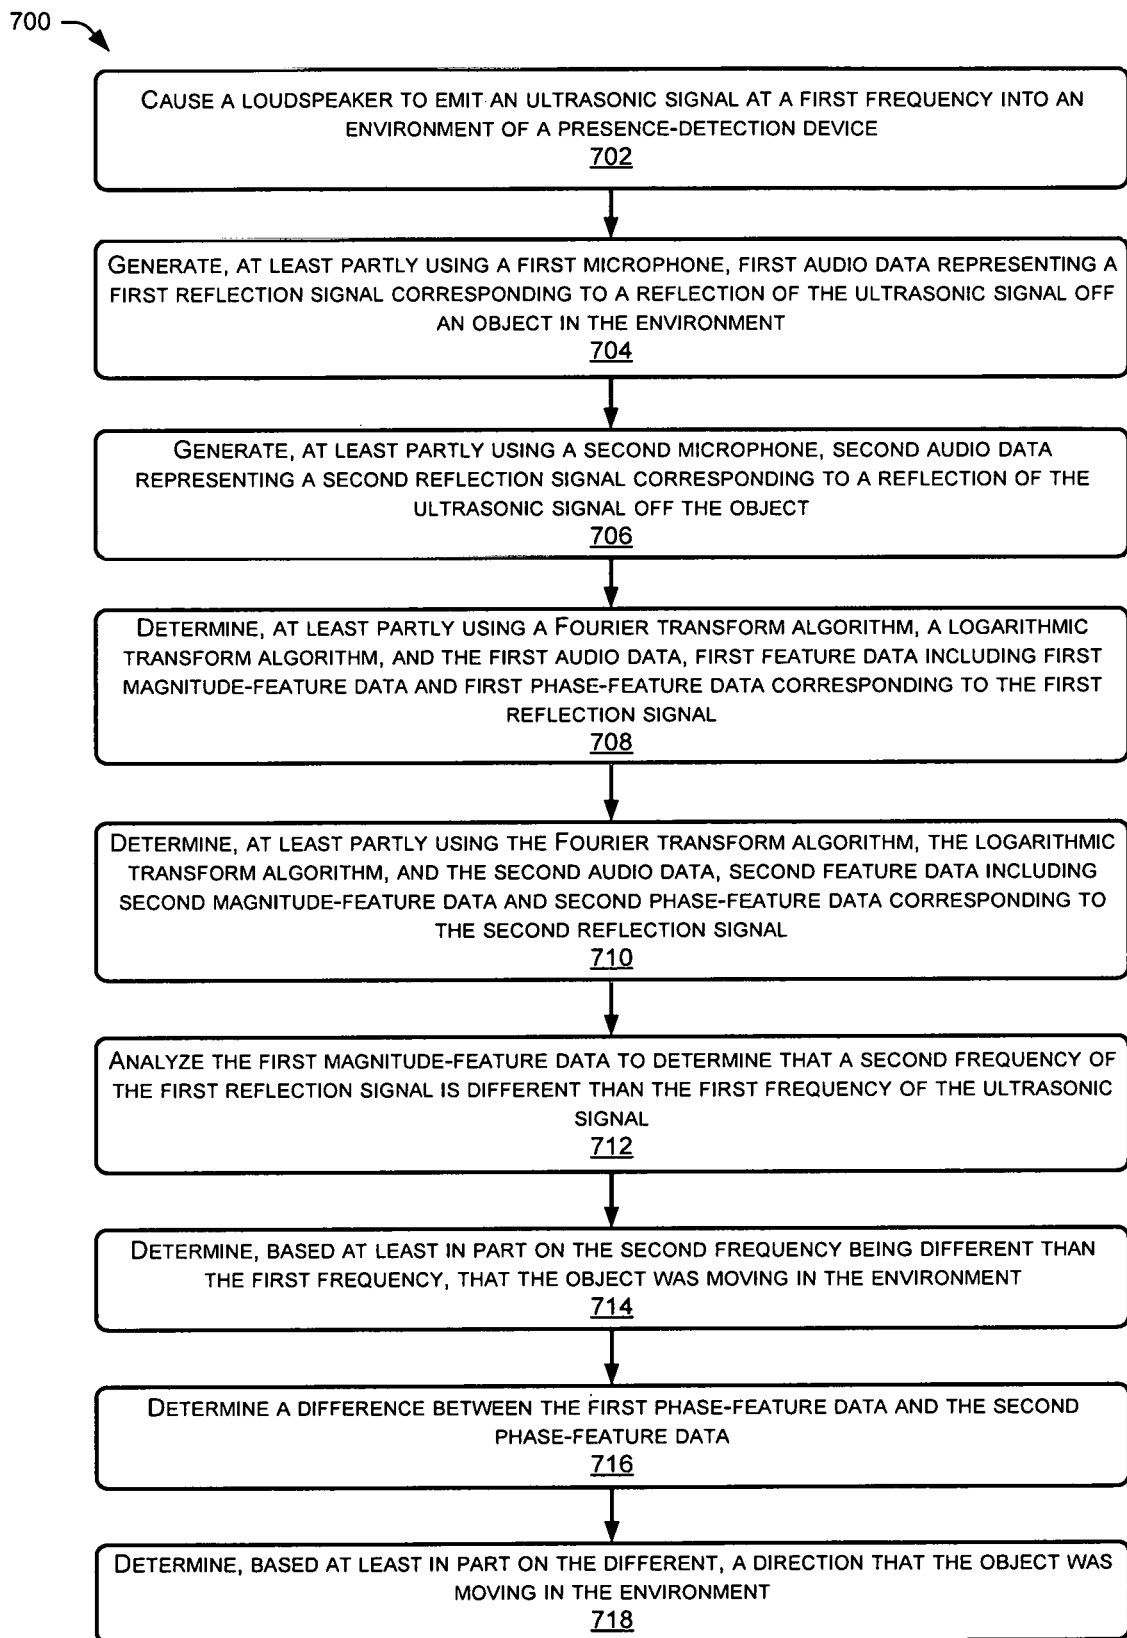 700
CAUSE A LOUDSPEAKER TO EMIT AN ULTRASONIC SIGNAL AT A FIRST FREQUENCY INTO AN
ENVIRONMENT OF A PRESENCE-DETECTION DEVICE
702
GENERATE, AT LEAST PARTLY USING A FIRST MICROPHONE, FIRST AUDIO DATA REPRESENTING A
FIRST REFLECTION SIGNAL CORRESPONDING TO A REFLECTION OF THE ULTRASONIC SIGNAL OFF
AN OBJECT IN THE ENVIRONMENT
704
GENERATE, AT LEAST PARTLY USING A SECOND MICROPHONE, SECOND AUDIO DATA
REPRESENTING A SECOND REFLECTION SIGNAL CORRESPONDING TO A REFLECTION OF THE
ULTRASONIC SIGNAL OFF THE OBJECT
706
DETERMINE, AT LEAST PARTLY USING A FOURIER TRANSFORM ALGORITHM, A LOGARITHMIC
TRANSFORM ALGORITHM, AND THE FIRST AUDIO DATA, FIRST FEATURE DATA INCLUDING FIRST
MAGNITUDE-FEATURE DATA AND FIRST PHASE-FEATURE DATA CORRESPONDING TO THE FIRST
REFLECTION SIGNAL
708
DETERMINE, AT LEAST PARTLY USING THE FOURIER TRANSFORM ALGORITHM, THE LOGARITHMIC
TRANSFORM ALGORITHM, AND THE SECOND AUDIO DATA, SECOND FEATURE DATA INCLUDING
SECOND MAGNITUDE-FEATURE DATA AND SECOND PHASE-FEATURE DATA CORRESPONDING TO
THE SECOND REFLECTION SIGNAL
710
ANALYZE THE FIRST MAGNITUDE-FEATURE DATA TO DETERMINE THAT A SECOND FREQUENCY OF
THE FIRST REFLECTION SIGNAL IS DIFFERENT THAN THE FIRST FREQUENCY OF THE ULTRASONIC
SIGNAL
712
DETERMINE, BASED AT LEAST IN PART ON THE SECOND FREQUENCY BEING DIFFERENT THAN
THE FIRST FREQUENCY, THAT THE OBJECT WAS MOVING IN THE ENVIRONMENT
714
DETERMINE A DIFFERENCE BETWEEN THE FIRST PHASE-FEATURE DATA AND THE SECOND
PHASE-FEATURE DATA
716
DETERMINE, BASED AT LEAST IN PART ON THE DIFFERENT, A DIRECTION THAT THE OBJECT WAS
MOVING IN THE ENVIRONMENT
718